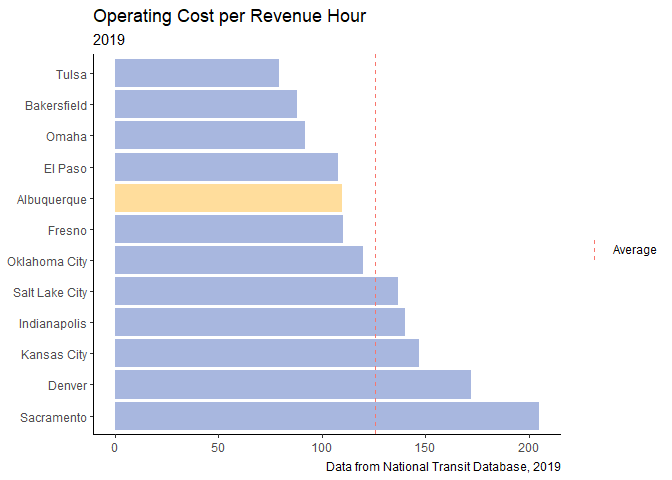 Operating Cost per Revenue Hour
2019
Tulsa
Bakersfield
Omaha
El Paso
Albuquerque
Fresno
Oklahoma City
Salt Lake City
Indianapolis
Kansas City
Denver
Sacramento
Average
0 50 100 150 200
Data from National Transit Database, 2019